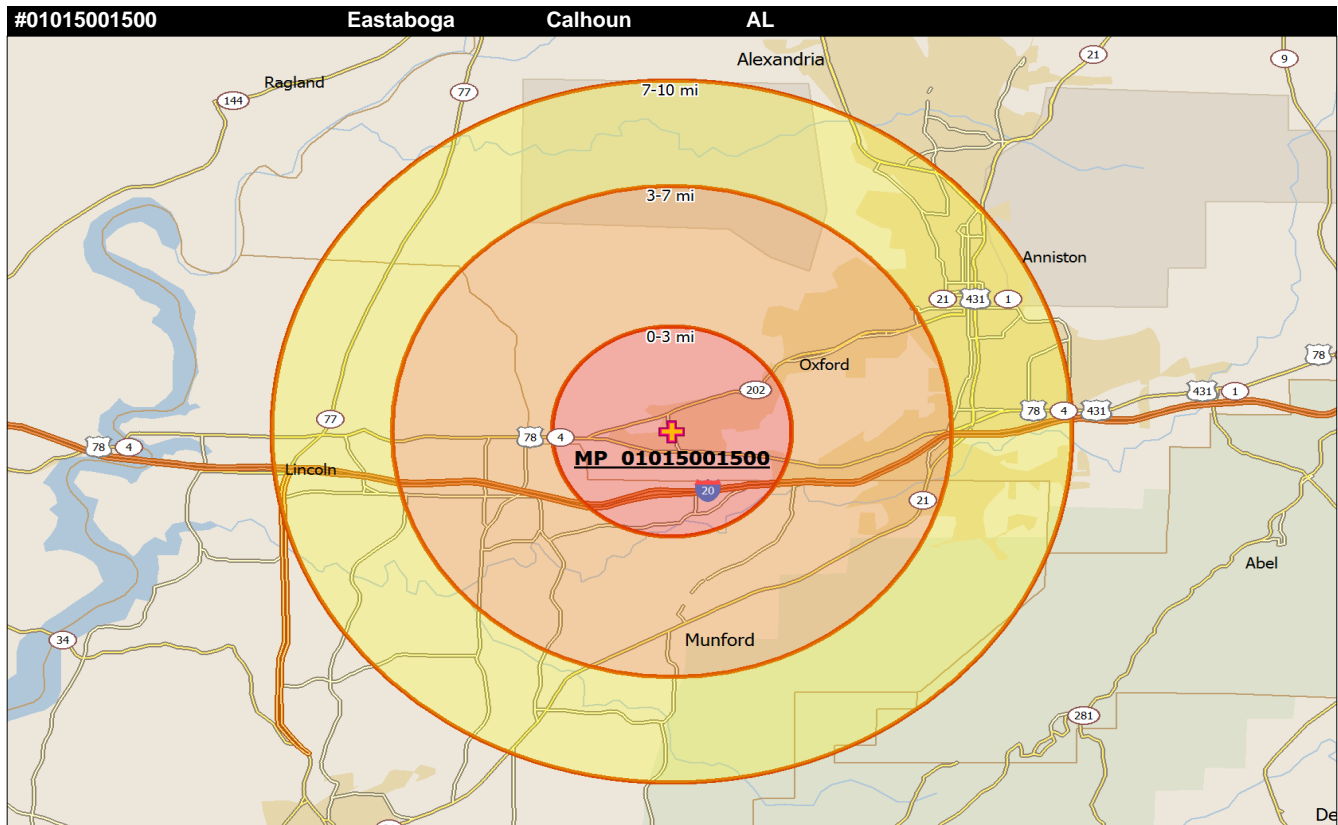 #01015001500 Eastaboga Calhoun AL
Alexandria
21
9
Ragland
77
144
7-10 mi
3-7 mi
Anniston
21 431 1
0-3 mi
78
Oxford
202
431 1
77
78 4
78 4 431
78 4
MP 01015001500
Lincoln
20
21
Abel
34
Munford
281
De